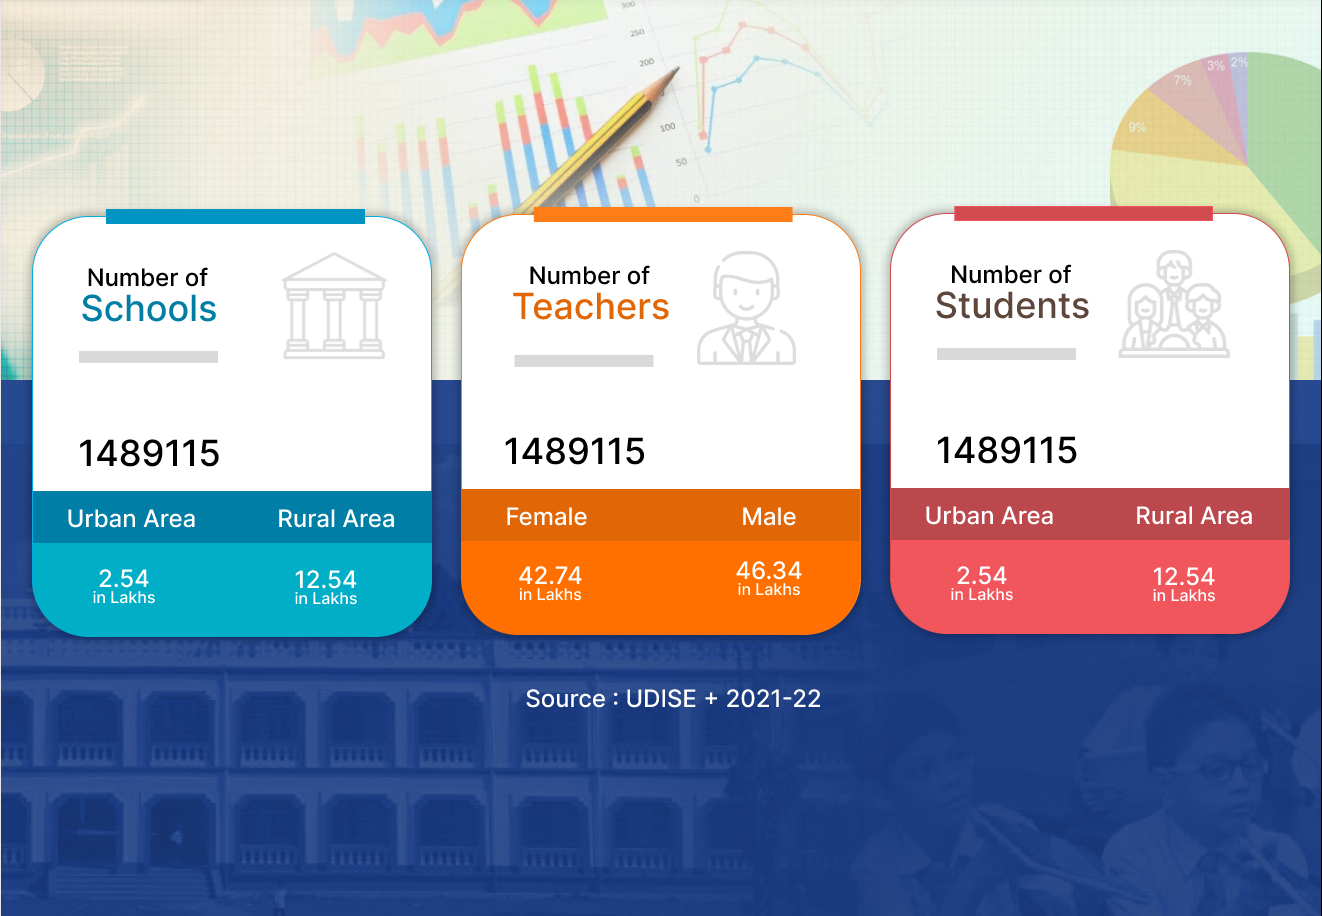 300
250
200
100
50
0
9%
7%
3%
2%
Number of
Schools
1489115
Urban Area
Rural Area
2.54
in Lakhs
12.54
in Lakhs
Number of
Teachers
1489115
Female
Male
42.74
in Lakhs
46.34
in Lakhs
Number of
Students
1489115
Urban Area
Rural Area
2.54
in Lakhs
12.54
in Lakhs
Source : UDISE + 2021-22